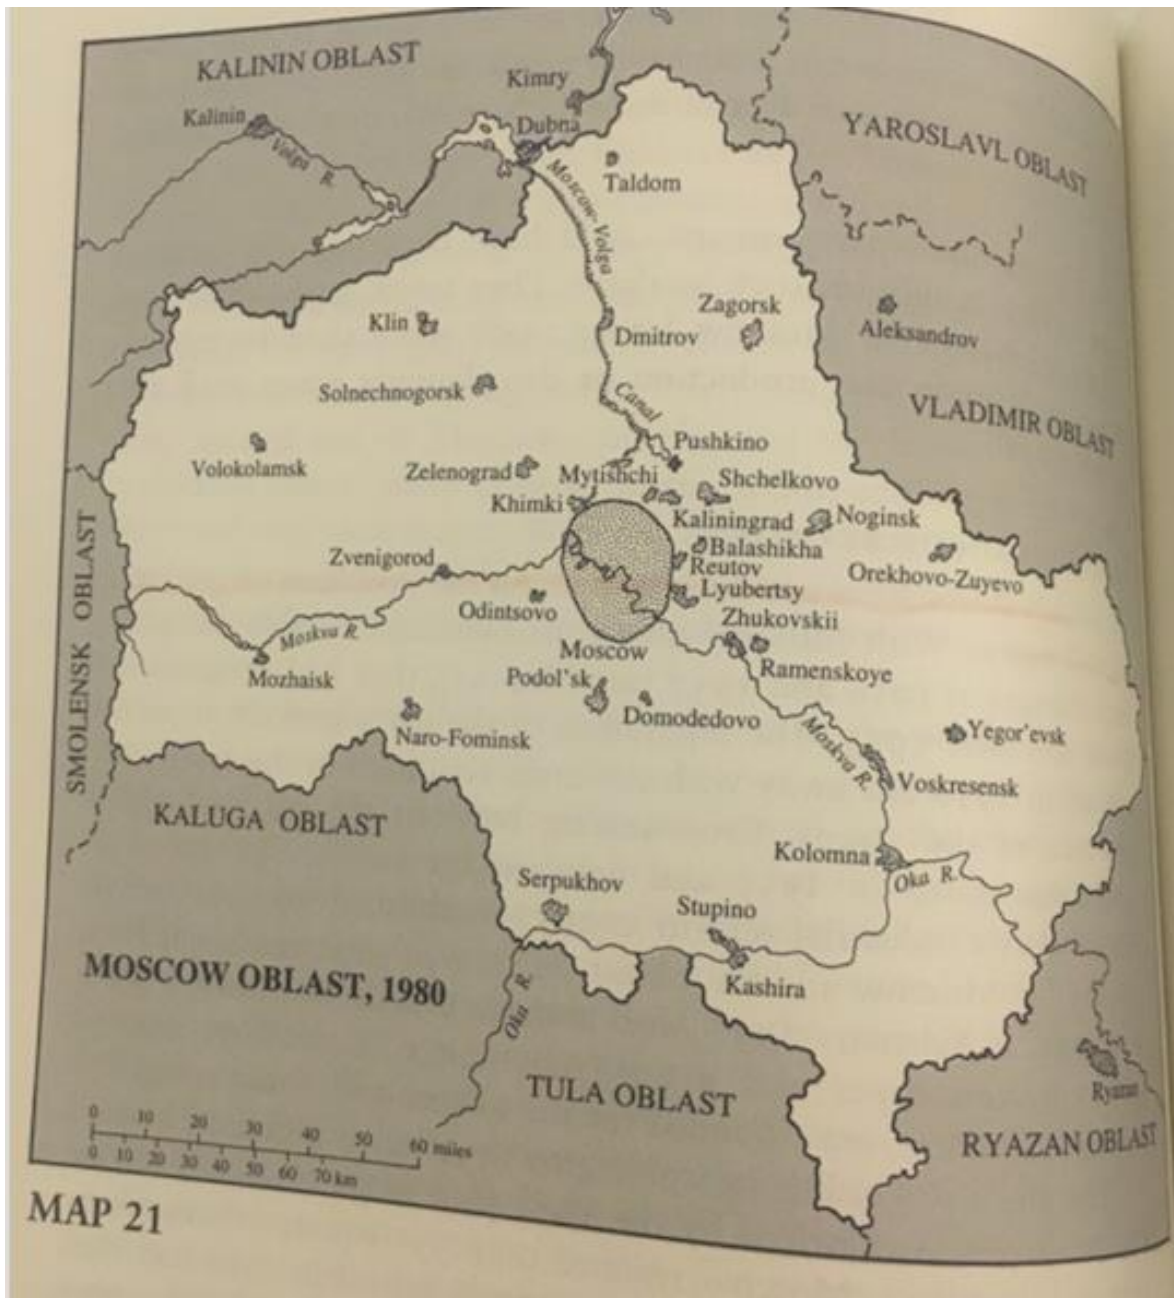 KALININ OBLAST
Kimry
Kalinin
Dubna
YAROSLAVL OBLAST
Volga R.
Taldom
Moscow-Volga
Zagorsk
Klin
Dmitrov
Aleksandrov
Solnechnogorsk
Canal
VLADIMIR OBLAST
Pushkino
Volokolamsk
Zelenograd
Mytishchi
Shchelkovo
Khimki
Kaliningrad
Noginsk
SMOLENSK OBLAST
Zvenigorod
Balashikha
Reutov
Orekhovo-Zuyevo
Odintsovo
Lyubertsy
Moskva R.
Zhukovskii
Moscow
Mozhaisk
Podol'sk
Ramenskoye
Domodedovo
Naro-Fominsk
Moskva R.
Yegor'evsk
Voskresensk
KALUGA OBLAST
Kolomna
Oka R.
Serpukhov
Stupino
MOSCOW OBLAST, 1980
Kashira
Oka R.
TULA OBLAST
Ryazan
RYAZAN OBLAST
0 10 20 30 40 50 60 miles
0 10 20 30 40 50 60 70 km
MAP 21